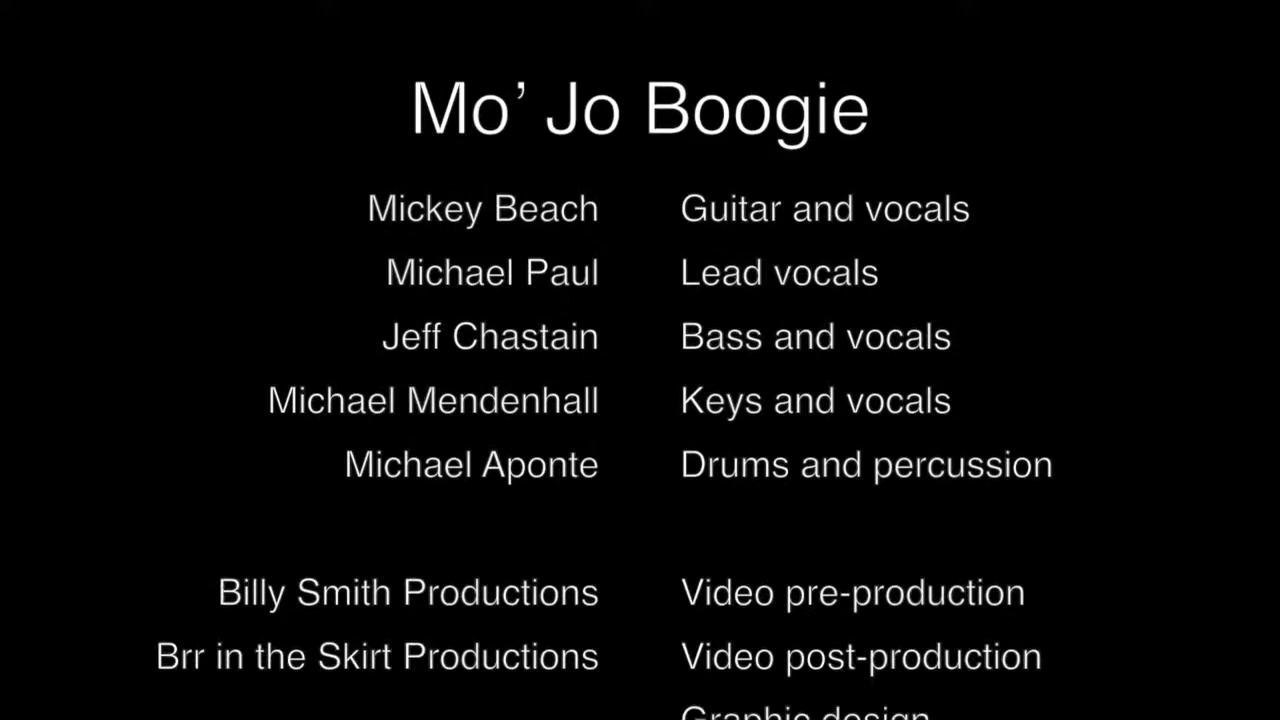 Mo’ Jo Boogie
Mickey Beach Guitar and vocals
Michael Paul Lead vocals
Jeff Chastain Bass and vocals
Michael Mendenhall Keys and vocals
Michael Aponte Drums and percussion
Billy Smith Productions Video pre-production
Brr in the Skirt Productions Video post-production
Graphic design